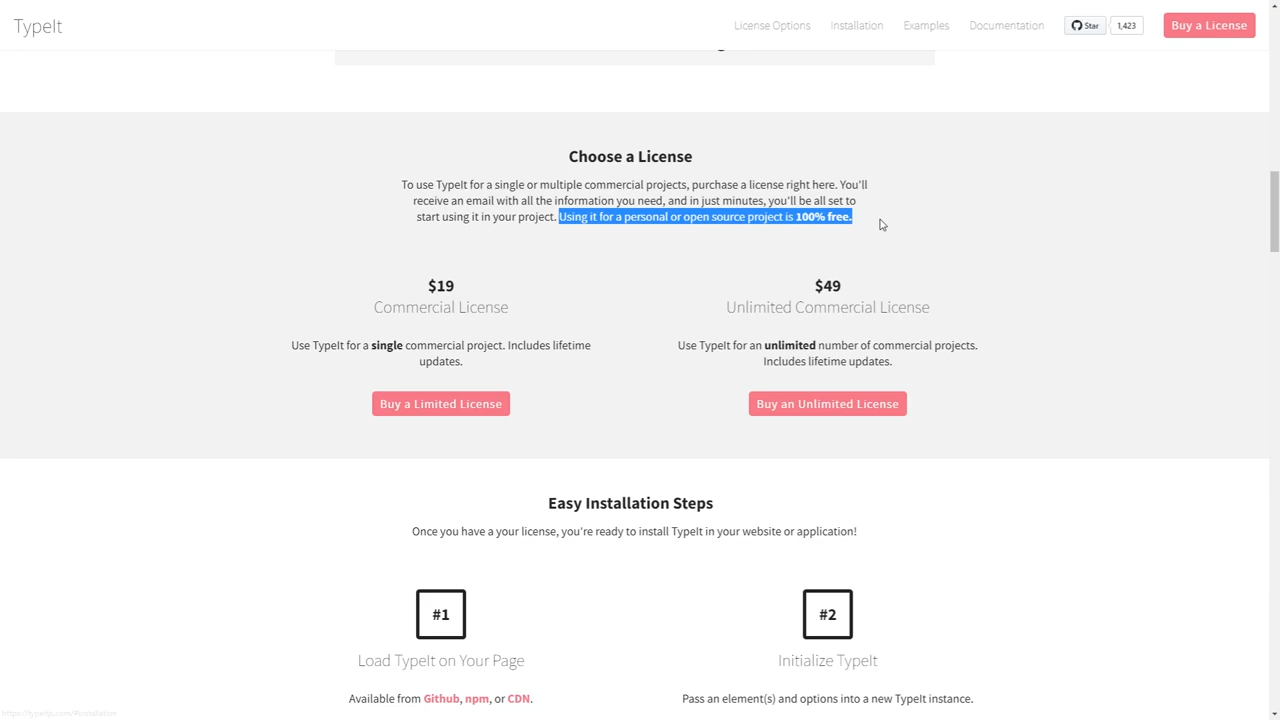 TypeIt
License Options Installation Examples Documentation Star 1,423 Buy a License
Choose a License
To use TypeIt for a single or multiple commercial projects, purchase a license right here. You'll
receive an email with all the information you need, and in just minutes, you'll be all set to
start using it in your project. Using it for a personal or open source project is 100% free.
$19
Commercial License
Use TypeIt for a single commercial project. Includes lifetime
updates.
Buy a Limited License
$49
Unlimited Commercial License
Use TypeIt for an unlimited number of commercial projects.
Includes lifetime updates.
Buy an Unlimited License
Easy Installation Steps
Once you have a your license, you're ready to install TypeIt in your website or application!
#1
Load TypeIt on Your Page
Available from Github, npm, or CDN.
#2
Initialize TypeIt
Pass an element(s) and options into a new TypeIt instance.
https://typeitjs.com/#installation